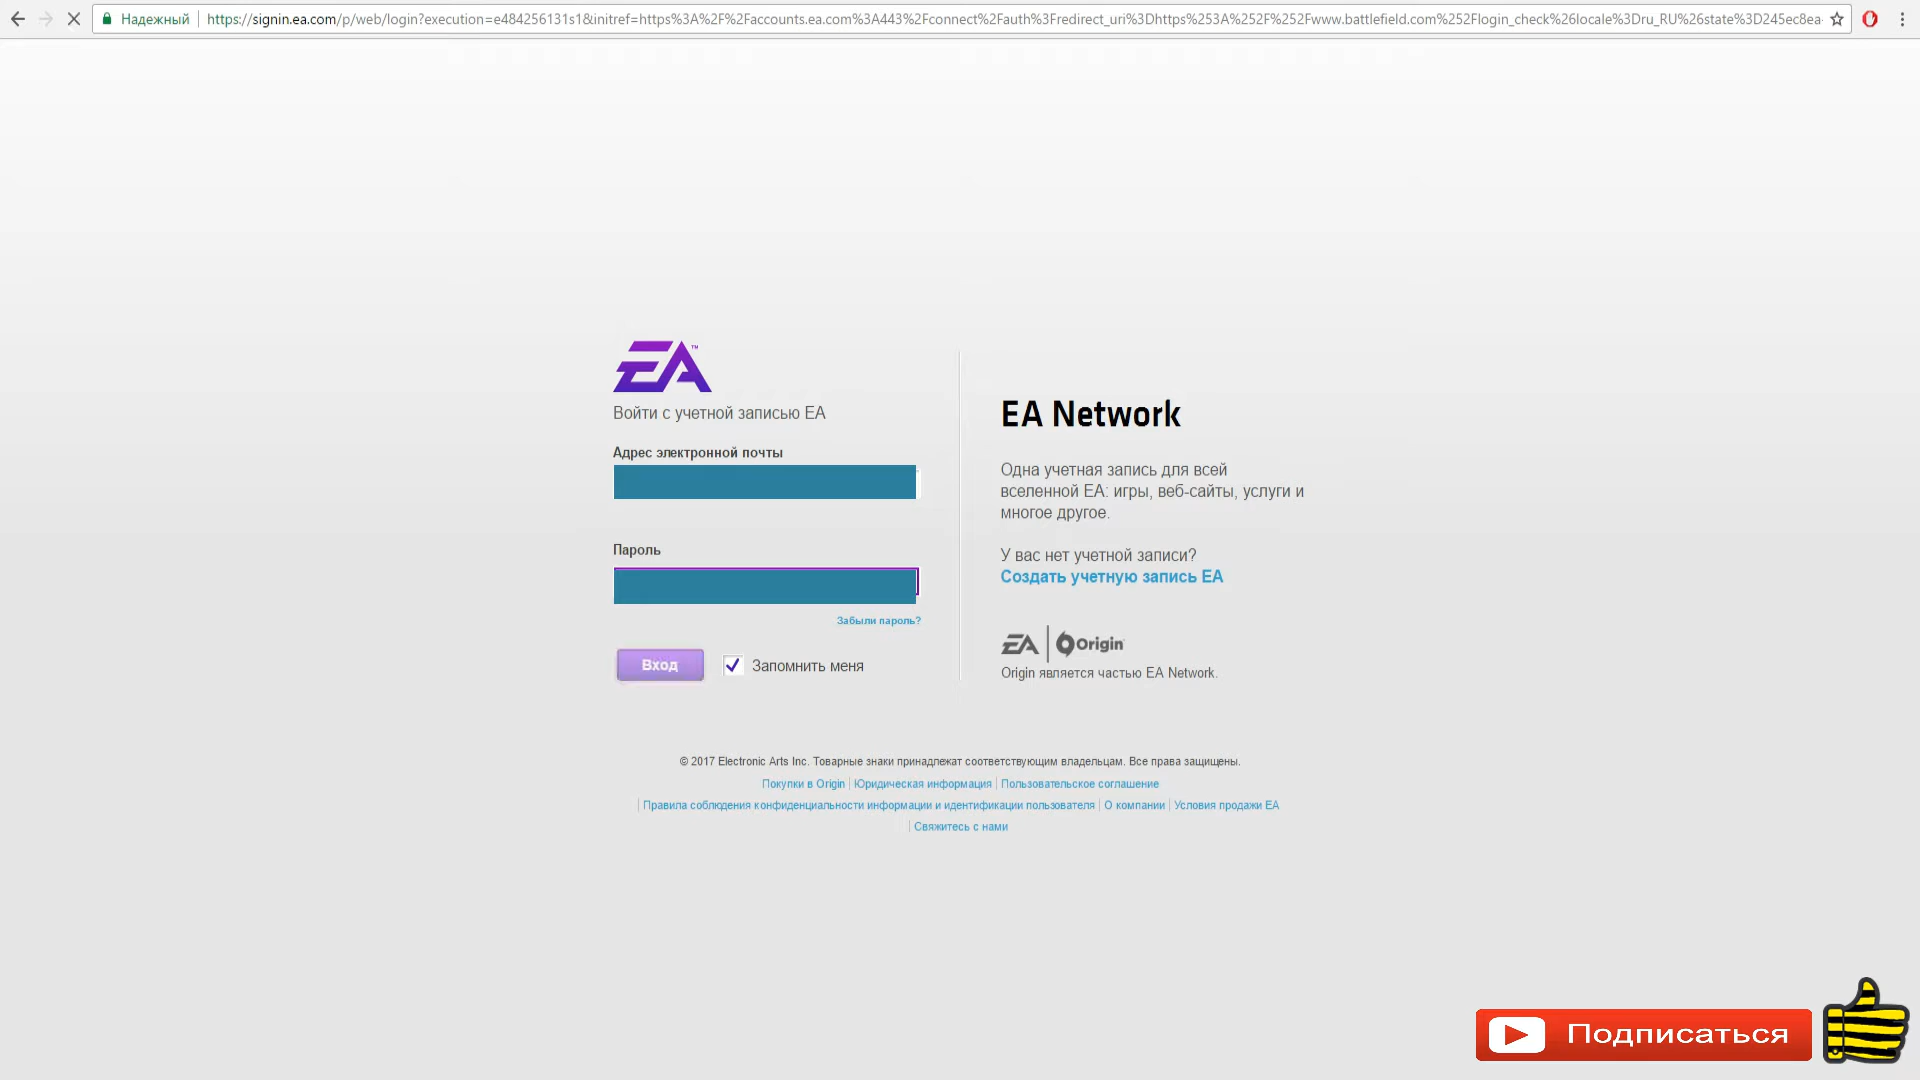 Надежный https://signin.ea.com/p/web/login?execution=e484256131s1&initref=https%3A%2F%2Faccounts.ea.com%3A443%2Fconnect%2Fauth%3Fredirect_uri%3Dhttps%253A%252F%252Fwww.battlefield.com%252Flogin_check%26locale%3Dru_RU%26state%3D245ec8ea
EA™
Войти с учетной записью EA
Адрес электронной почты
Пароль
Забыли пароль?
Вход Запомнить меня
EA Network
Одна учетная запись для всей
вселенной EA: игры, веб-сайты, услуги и
многое другое.
У вас нет учетной записи?
Создать учетную запись EA
EA Origin
Origin является частью EA Network.
© 2017 Electronic Arts Inc. Товарные знаки принадлежат соответствующим владельцам. Все права защищены.
Покупки в Origin | Юридическая информация | Пользовательское соглашение
| Правила соблюдения конфиденциальности информации и идентификации пользователя | О компании | Условия продажи EA
| Свяжитесь с нами
Подписаться